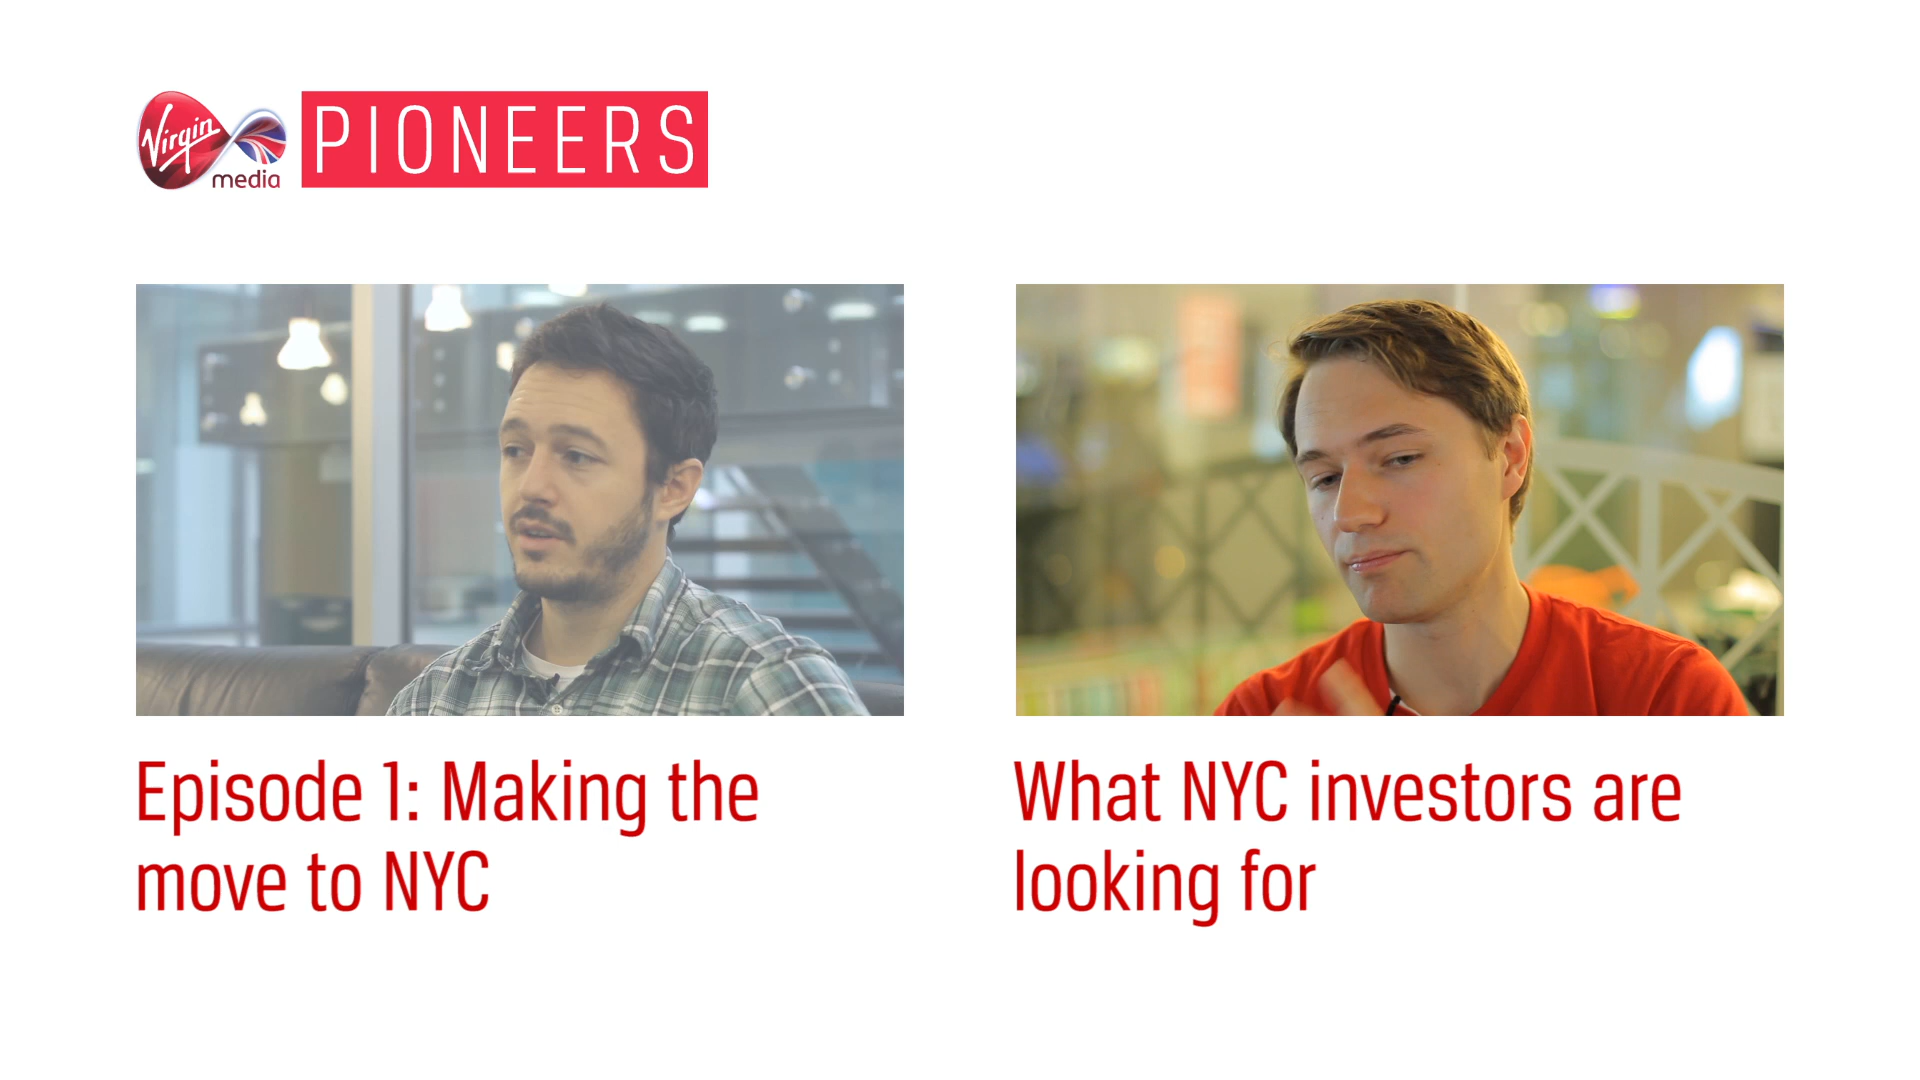 Virgin
media
PIONEERS
Episode 1: Making the
move to NYC
What NYC investors are
looking for